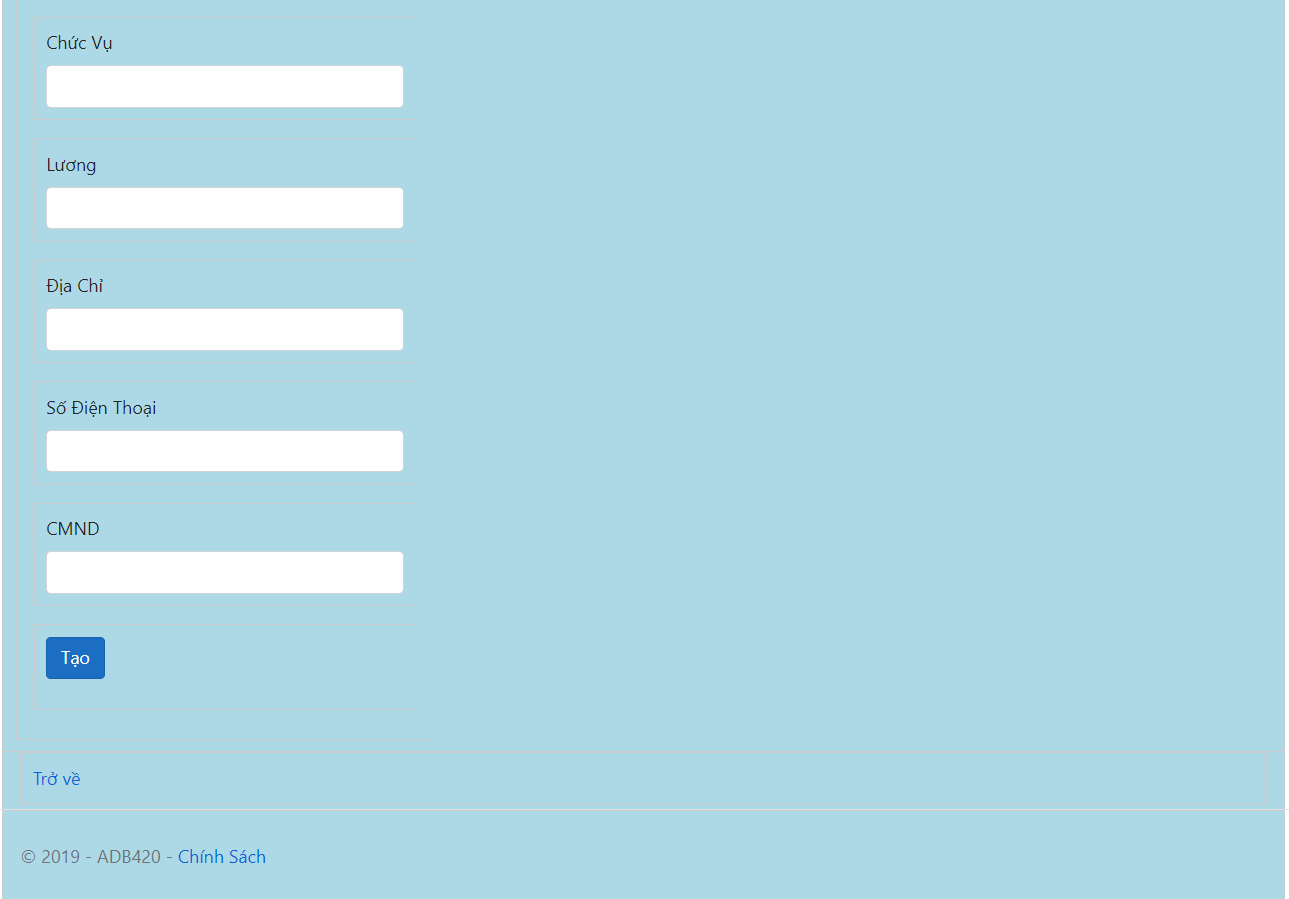 Chức Vụ
Lương
Địa Chỉ
Số Điện Thoại
CMND
Tạo
Trở về
© 2019 - ADB420 - Chính Sách